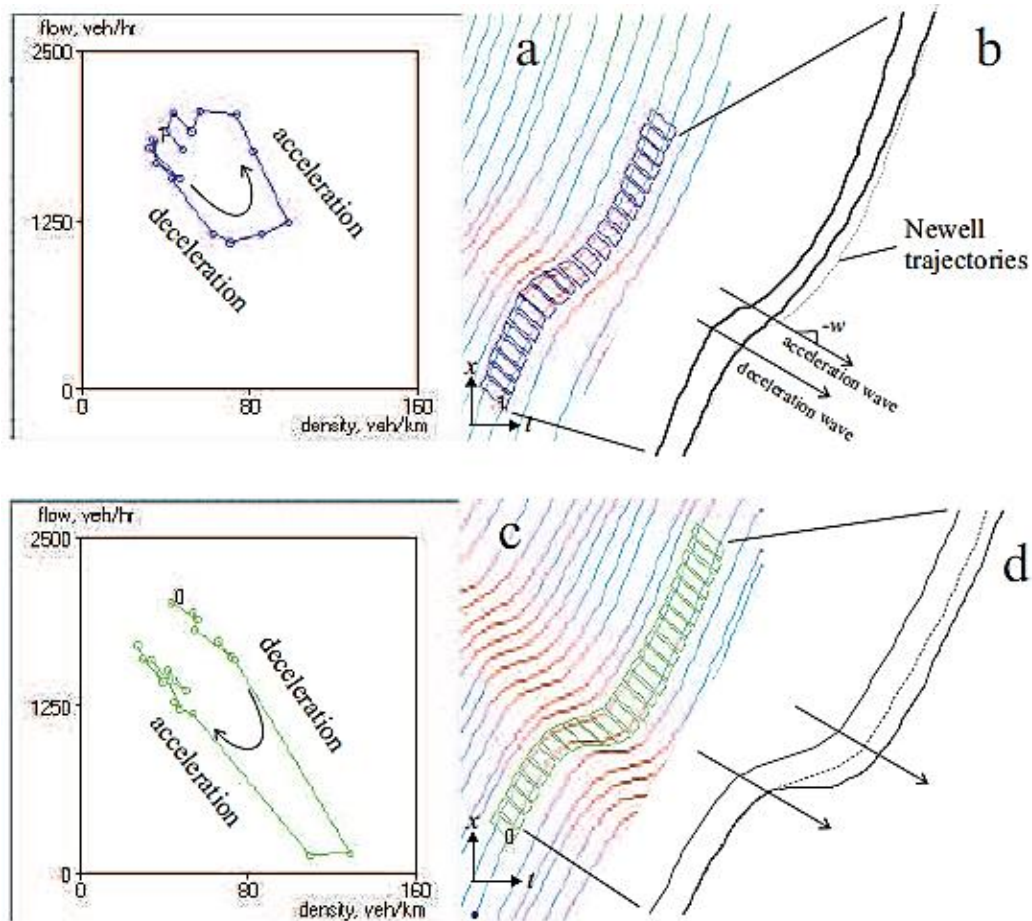 flow, veh/hr
2500
1250
0
0
80
160
density, veh/km
deceleration
acceleration
a
x
t
b
Newell
trajectories
-w
acceleration wave
deceleration wave
flow, veh/hr
2500
1250
0
0
80
160
density, veh/km
0
deceleration
acceleration
c
0
x
t
d